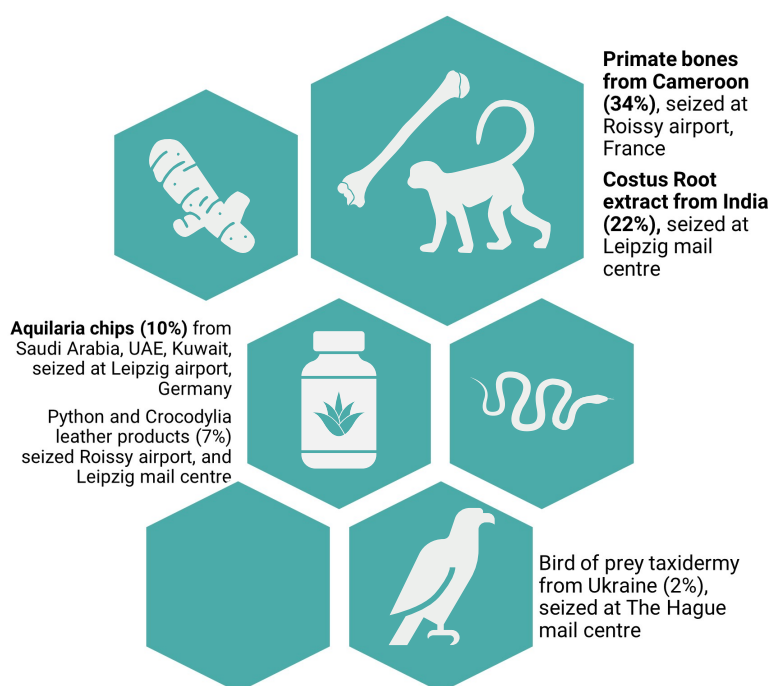 Primate bones
from Cameroon
(34%), seized at
Roissy airport,
France
Costus Root
extract from India
(22%), seized at
Leipzig mail
centre
Aquilaria chips (10%) from
Saudi Arabia, UAE, Kuwait,
seized at Leipzig airport,
Germany
Python and Crocodylia
leather products (7%)
seized Roissy airport, and
Leipzig mail centre
Bird of prey taxidermy
from Ukraine (2%),
seized at The Hague
mail centre